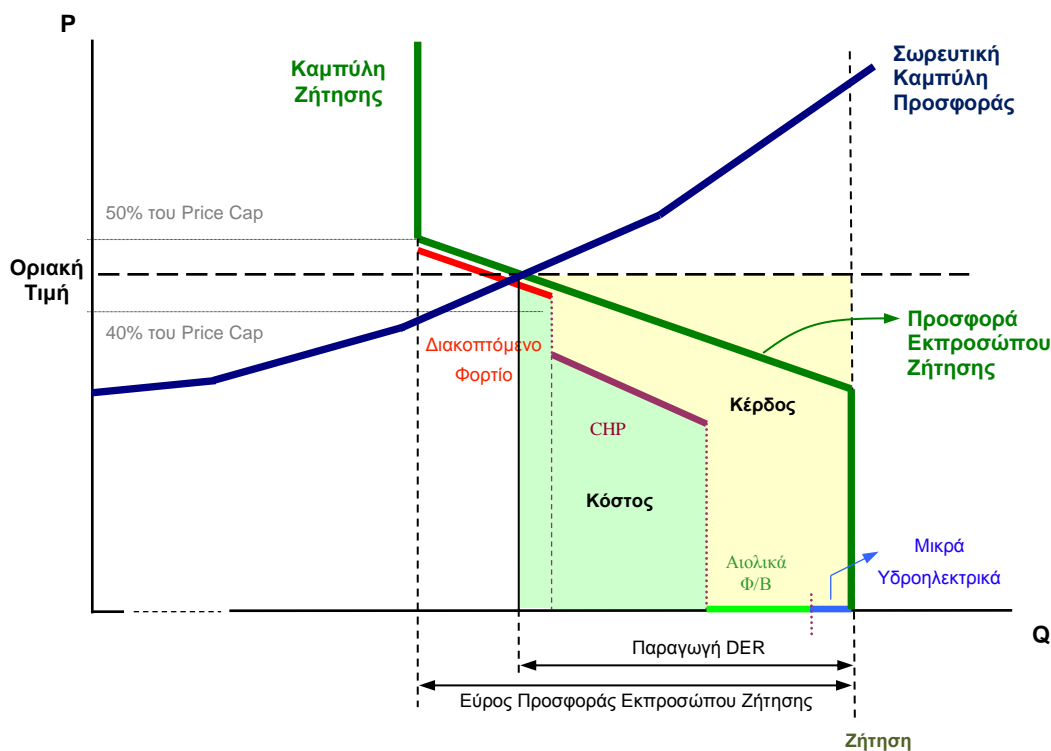 P
Καμπύλη
Ζήτησης
Σωρευτική
Καμπύλη
Προσφοράς
50% του Price Cap
Οριακή
Τιμή
40% του Price Cap
Διακοπτόμενο
Φορτίο
Προσφορά
Εκπροσώπου
Ζήτησης
Κέρδος
CHP
Κόστος
Αιολικά
Φ/Β
Μικρά
Υδροηλεκτρικά
Q
Παραγωγή DER
Εύρος Προσφοράς Εκπροσώπου Ζήτησης
Ζήτηση